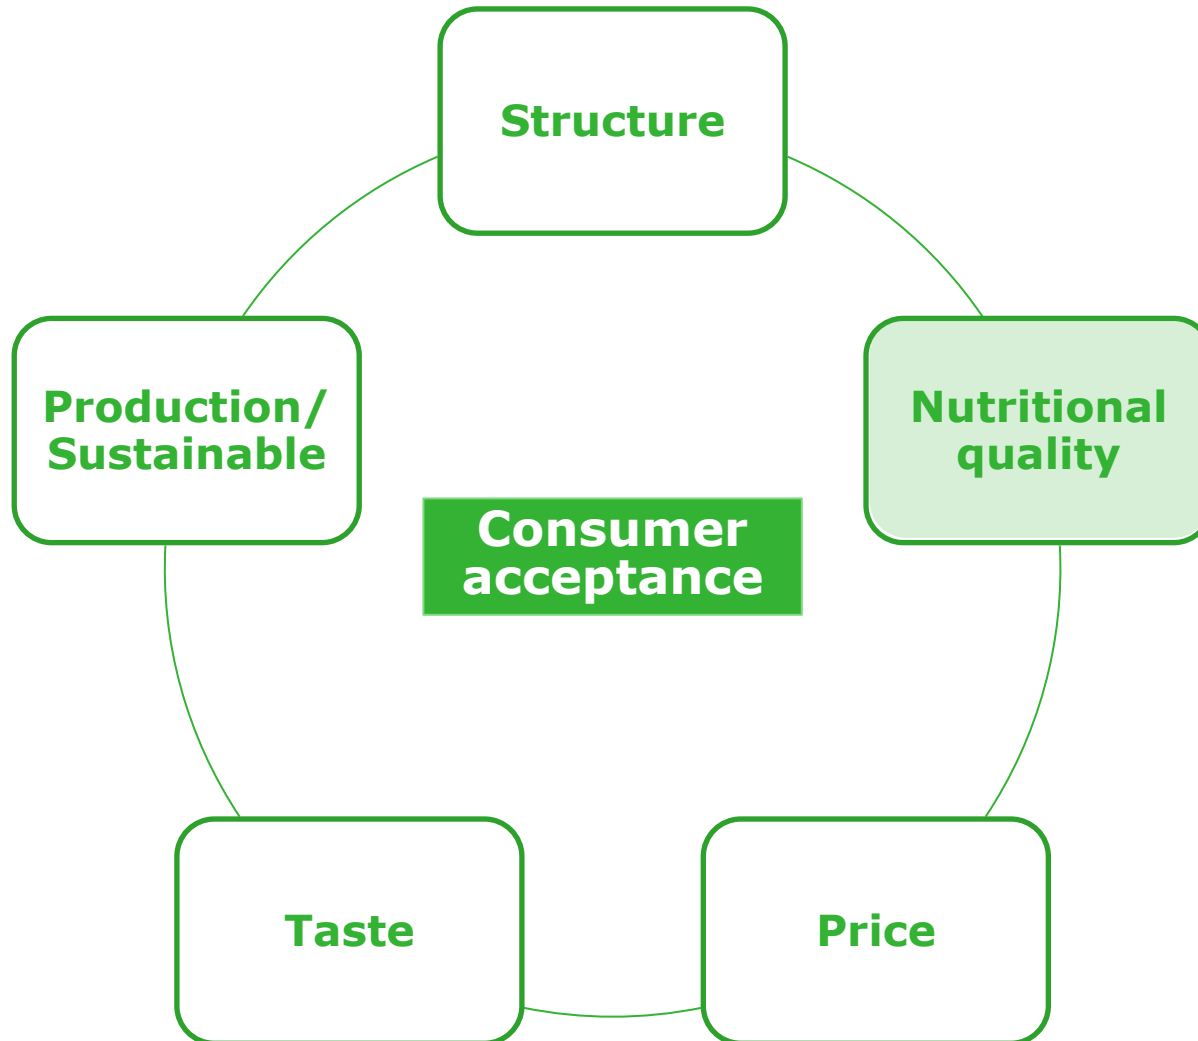 Structure
Production/
Sustainable
Nutritional
quality
Consumer
acceptance
Taste
Price